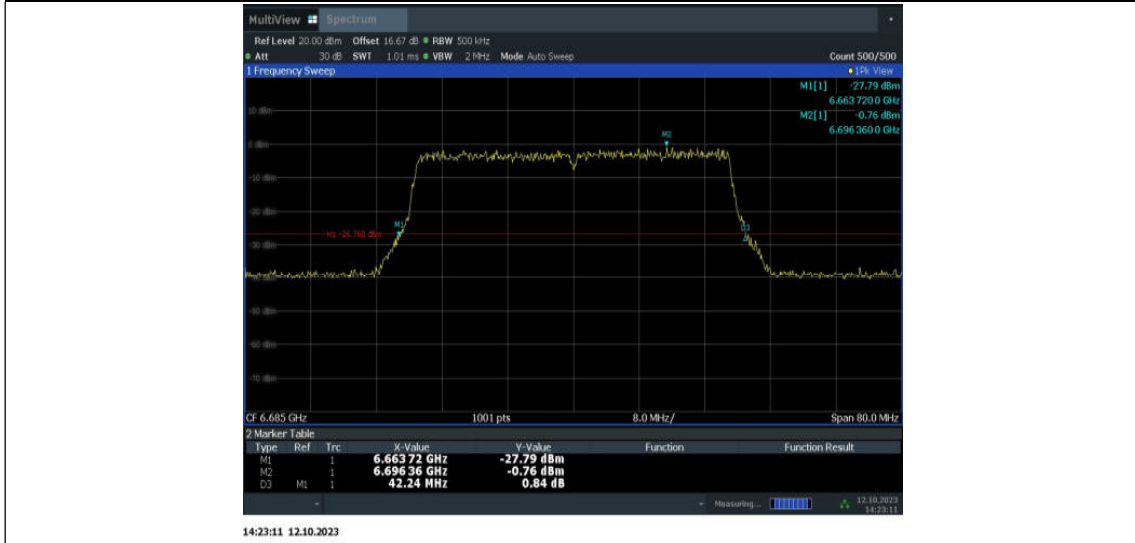 MultiView Spectrum
Ref Level 20.00 dBm Offset 16.67 dB RBW 500 kHz
Att 30 dB SWT 1.01 ms VBW 2 MHz Mode Auto Sweep Count 500/500
1 Frequency Sweep 1Pk View
M1[1] -27.79 dBm
6.663 720 0 GHz
M2[1] -0.76 dBm
6.696 360 0 GHz
10 dBm
M2
0 dBm
-10 dBm
-20 dBm
M1
D3
H1 -26.760 dBm
-30 dBm
-50 dBm
-60 dBm
-70 dBm
CF 6.685 GHz 1001 pts 8.0 MHz/ Span 80.0 MHz
2 Marker Table
Type Ref Trc X-Value Y-Value Function Function Result
M1 1 6.663 72 GHz -27.79 dBm
M2 1 6.696 36 GHz -0.76 dBm
D3 M1 1 42.24 MHz 0.84 dB
Measuring... 12.10.2023
14:23:11
14:23:11 12.10.2023